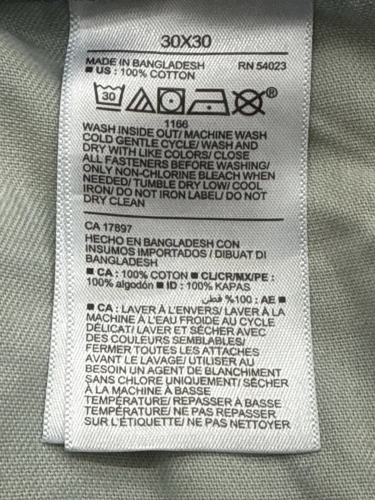 30X30
MADE IN BANGLADESH RN 54023
■ US : 100% COTTON
30 ®
1166
WASH INSIDE OUT/ MACHINE WASH
COLD GENTLE CYCLE/ WASH AND
DRY WITH LIKE COLORS/ CLOSE
ALL FASTENERS BEFORE WASHING/
ONLY NON-CHLORINE BLEACH WHEN
NEEDED/ TUMBLE DRY LOW/ COOL
IRON/ DO NOT IRON LABEL/ DO NOT
DRY CLEAN
CA 17897
HECHO EN BANGLADESH CON
INSUMOS IMPORTADOS / DIBUAT DI
BANGLADESH
■ CA : 100% COTON ■ CL/CR/MX/PE :
100% algodón ■ ID : 100% KAPAS
■ AE : 100% قطن
■ CA : LAVER À L'ENVERS/ LAVER À LA
MACHINE À L'EAU FROIDE AU CYCLE
DÉLICAT/ LAVER ET SÉCHER AVEC
DES COULEURS SEMBLABLES/
FERMER TOUTES LES ATTACHES
AVANT LE LAVAGE/ UTILISER AU
BESOIN UN AGENT DE BLANCHIMENT
SANS CHLORE UNIQUEMENT/ SÉCHER
À LA MACHINE À BASSE
TEMPÉRATURE/ REPASSER À BASSE
TEMPÉRATURE/ NE PAS REPASSER
SUR L'ÉTIQUETTE/ NE PAS NETTOYER